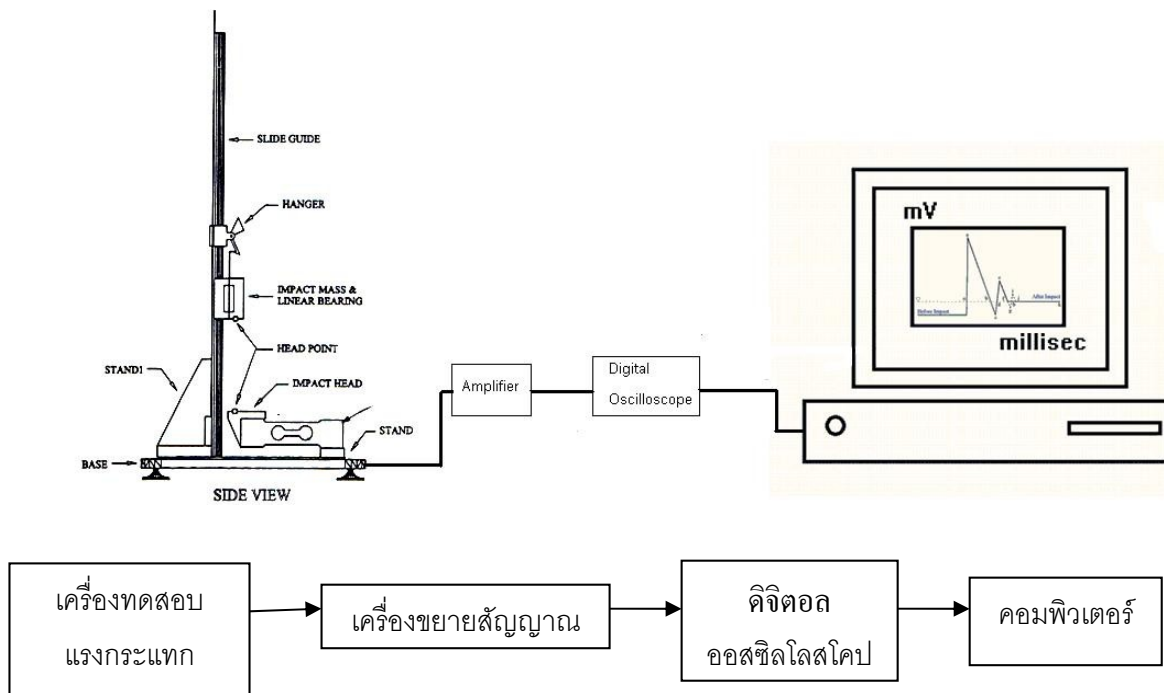 SLIDE GUIDE
HANGER
IMPACT MASS &
LINEAR BEARING
HEAD POINT
STAND1
IMPACT HEAD
STAND
BASE
SIDE VIEW
Amplifier
Digital
Oscilloscope
mV
Before Impact
After Impact
millisec
เครื่องทดสอบ
แรงกระแทก
เครื่องขยายสัญญาณ
ดิจิตอล
ออสซิลโลสโคป
คอมพิวเตอร์